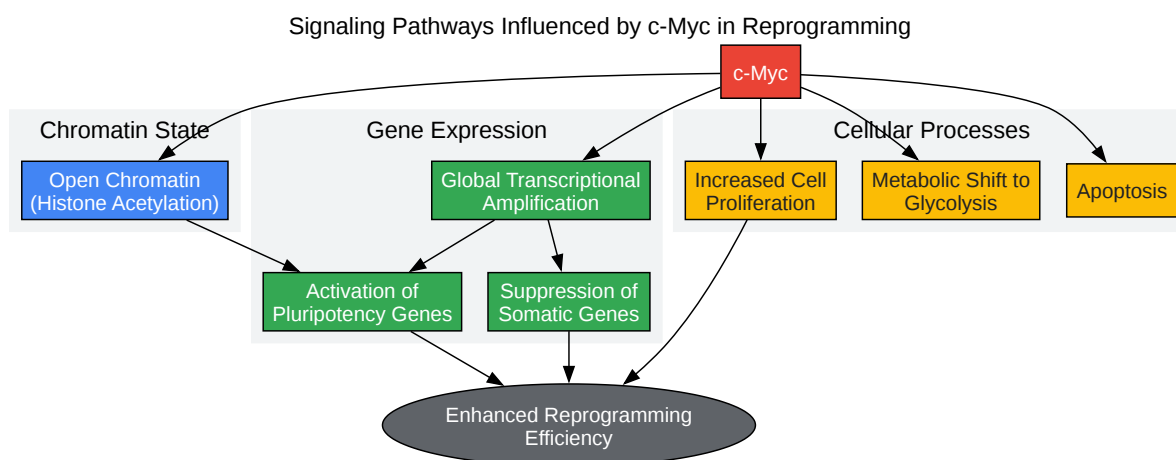 Signaling Pathways Influenced by c-Myc in Reprogramming
c-Myc
Chromatin State
Gene Expression
Cellular Processes
Open Chromatin
(Histone Acetylation)
Global Transcriptional
Amplification
Increased Cell
Proliferation
Metabolic Shift to
Glycolysis
Apoptosis
Activation of
Pluripotency Genes
Suppression of
Somatic Genes
Enhanced Reprogramming
Efficiency